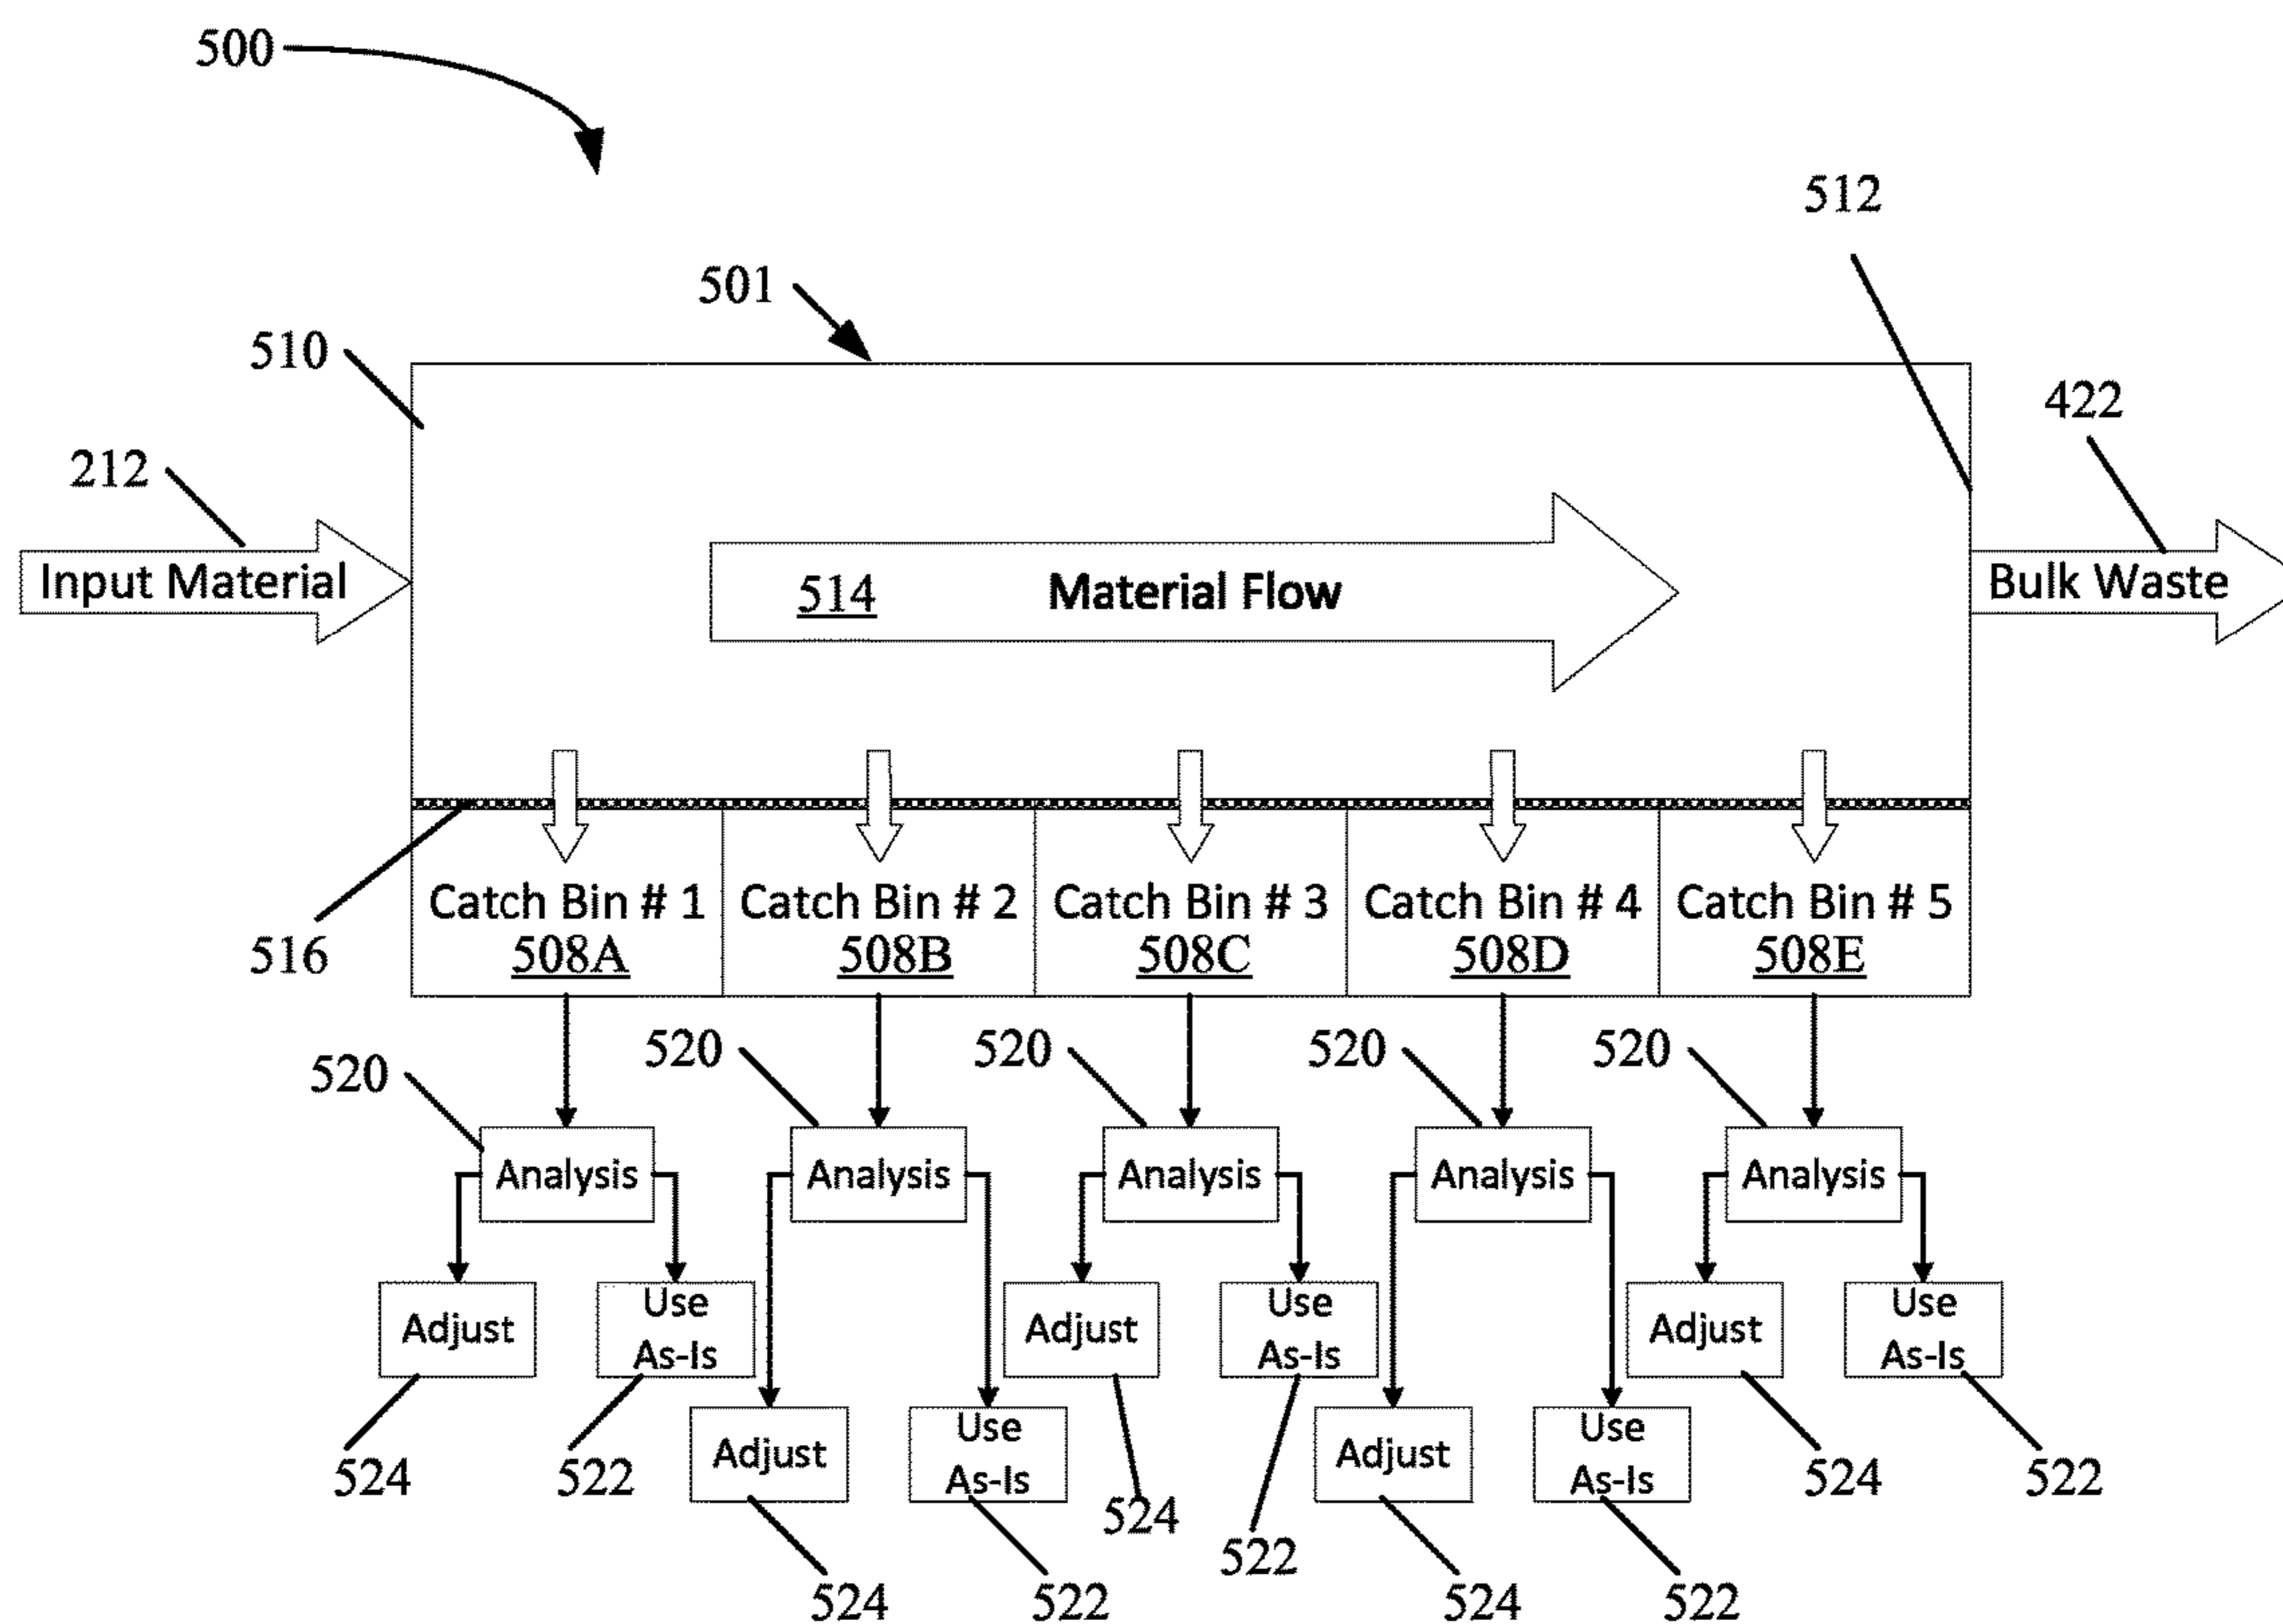 500
512
501
510
422
212
Input Material
514 Material Flow
Bulk Waste
Catch Bin # 1
508A
Catch Bin # 2
508B
Catch Bin # 3
508C
Catch Bin # 4
508D
Catch Bin # 5
508E
516
520
520
520
520
520
Analysis
Analysis
Analysis
Analysis
Analysis
Adjust
Use
As-Is
Adjust
Use
As-Is
Adjust
Use
As-Is
Adjust
Use
As-Is
Adjust
Use
As-Is
524
522
524
522
524
522
524
522
524
522